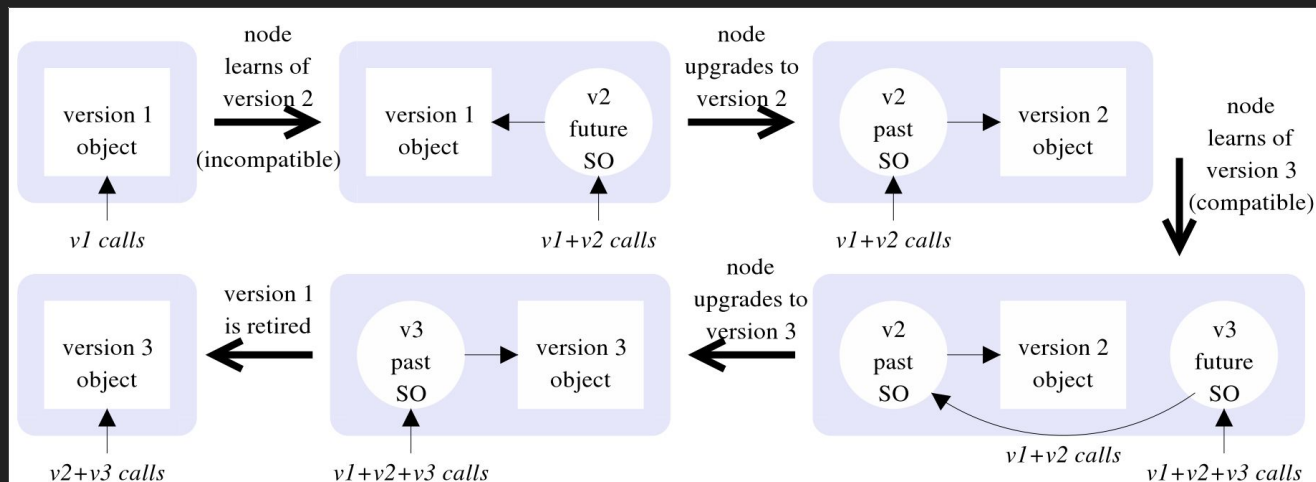 version 1
object
v1 calls
node
learns of
version 2
(incompatible)
version 1
object
v2
future
SO
v1+v2 calls
node
upgrades to
version 2
v2
past
SO
version 2
object
v1+v2 calls
node
learns of
version 3
(compatible)
v2
past
SO
version 2
object
v3
future
SO
v1+v2 calls
v1+v2+v3 calls
node
upgrades to
version 3
v3
past
SO
version 3
object
v1+v2+v3 calls
version 1
is retired
version 3
object
v2+v3 calls